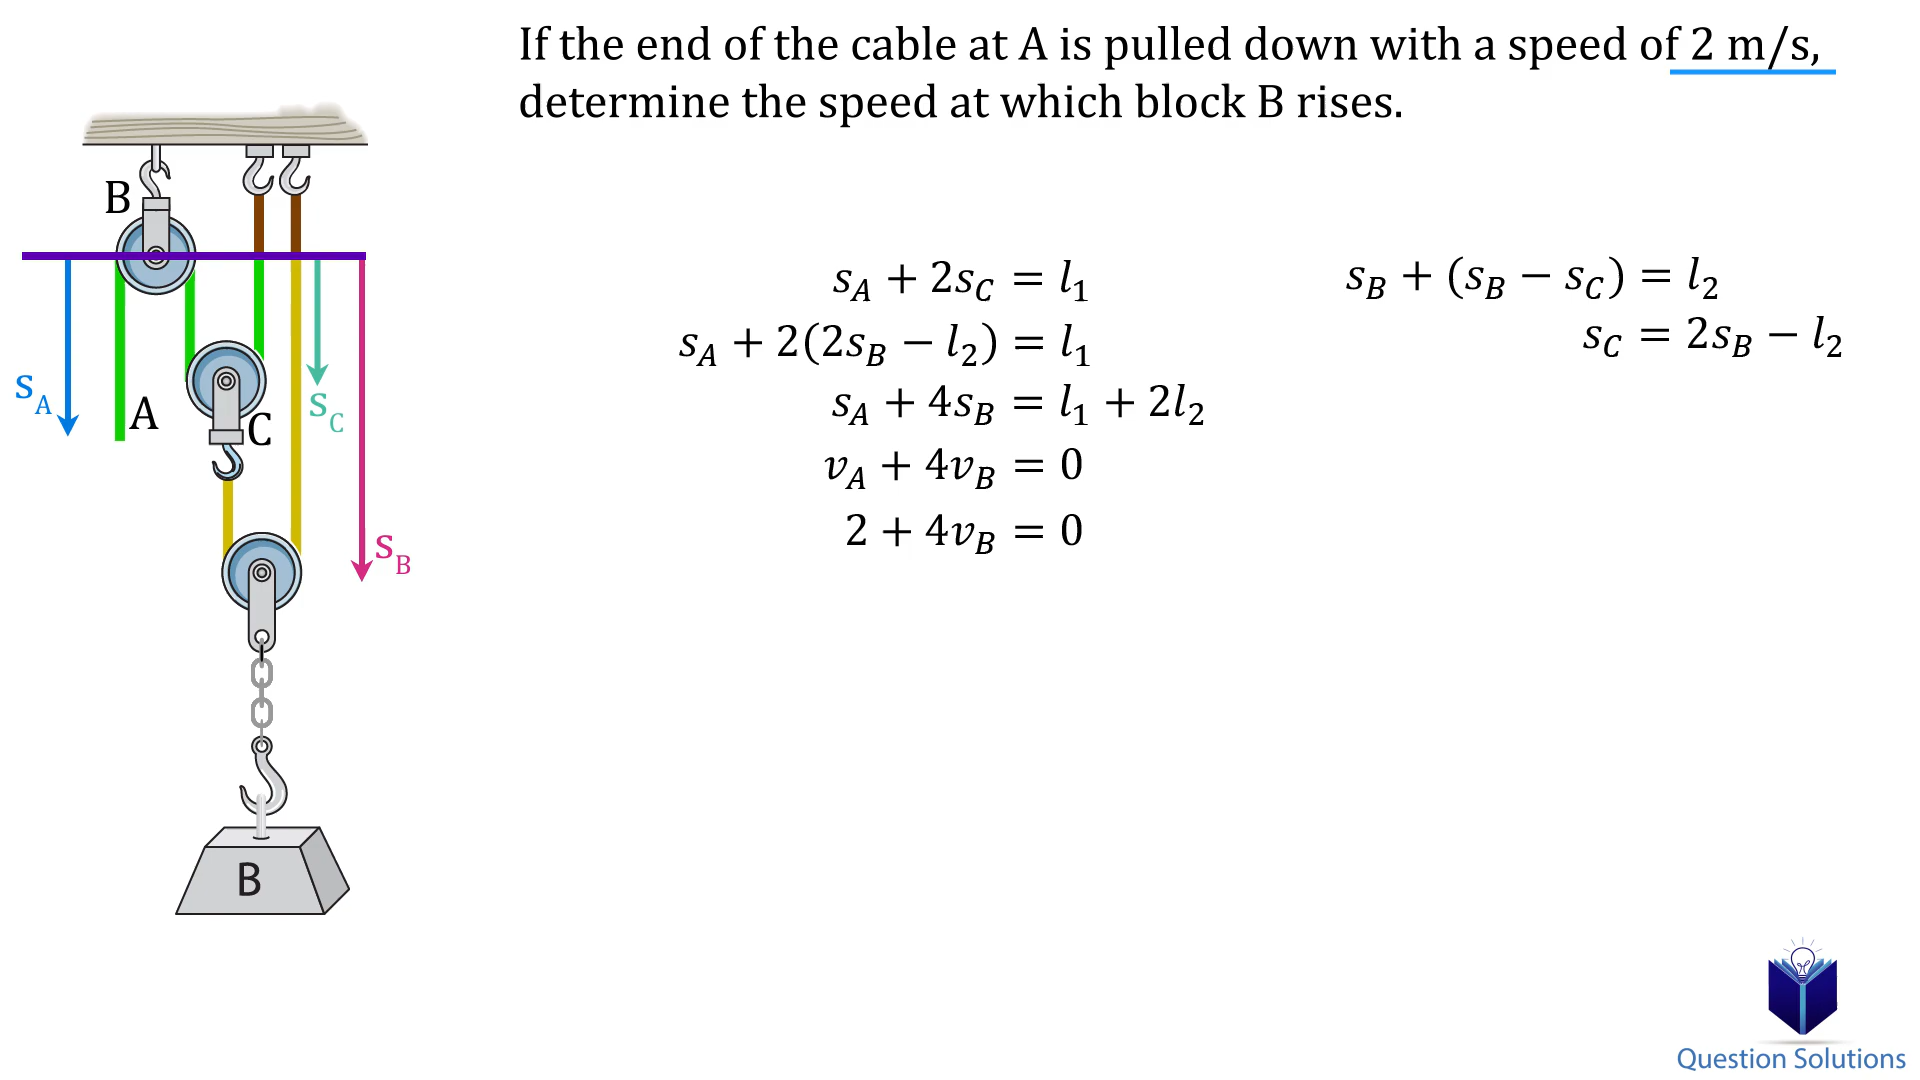 If the end of the cable at A is pulled down with a speed of 2 m/s,
determine the speed at which block B rises.
B
s_A
A
C
s_C
s_B
B
s_A + 2s_C = l_1
s_A + 2(2s_B − l_2) = l_1
s_A + 4s_B = l_1 + 2l_2
v_A + 4v_B = 0
2 + 4v_B = 0
s_B + (s_B − s_C) = l_2
s_C = 2s_B − l_2
Question Solutions